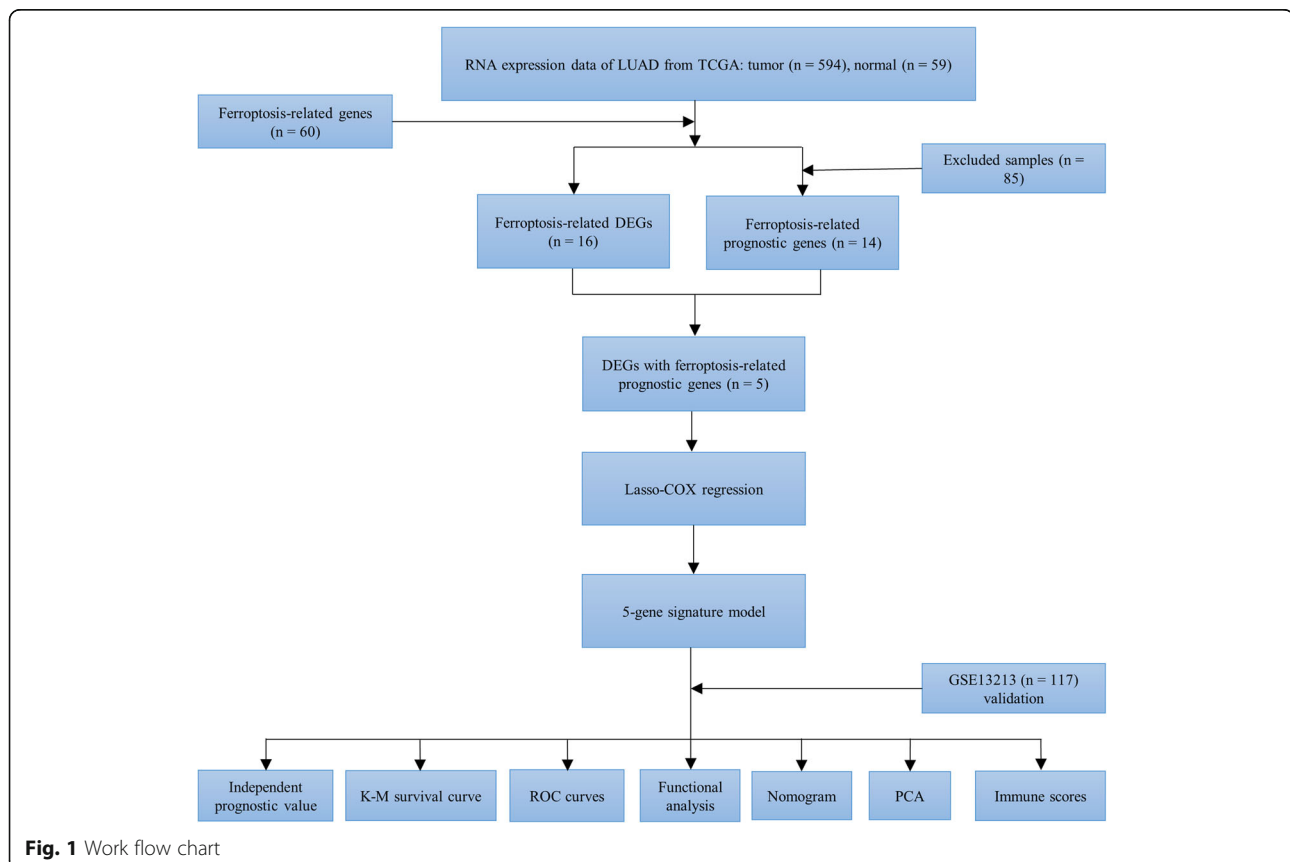 RNA expression data of LUAD from TCGA: tumor (n = 594), normal (n = 59)
Ferroptosis-related genes
(n = 60)
Excluded samples (n =
85)
Ferroptosis-related DEGs
(n = 16)
Ferroptosis-related
prognostic genes (n = 14)
DEGs with ferroptosis-related
prognostic genes (n = 5)
Lasso-COX regression
5-gene signature model
GSE13213 (n = 117)
validation
Independent
prognostic value
K-M survival curve
ROC curves
Functional
analysis
Nomogram
PCA
Immune scores
Fig. 1 Work flow chart